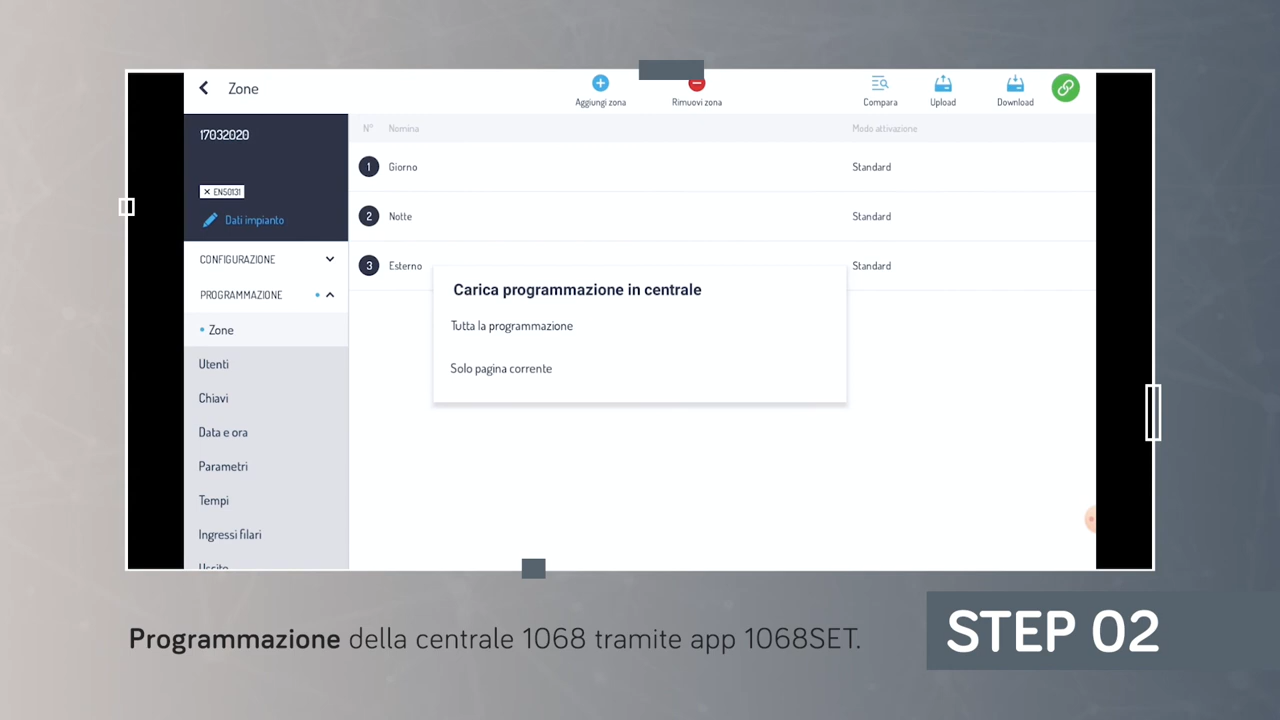 Zone
Aggiungi zona
Rimuovi zona
Compara
Upload
Download
17032020
× EN50131
Dati impianto
CONFIGURAZIONE
PROGRAMMAZIONE
Zone
Utenti
Chiavi
Data e ora
Parametri
Tempi
Ingressi filari
Uscite
N° Nomina Modo attivazione
1 Giorno Standard
2 Notte Standard
3 Esterno Standard
Carica programmazione in centrale
Tutta la programmazione
Solo pagina corrente
Programmazione della centrale 1068 tramite app 1068SET.
STEP 02